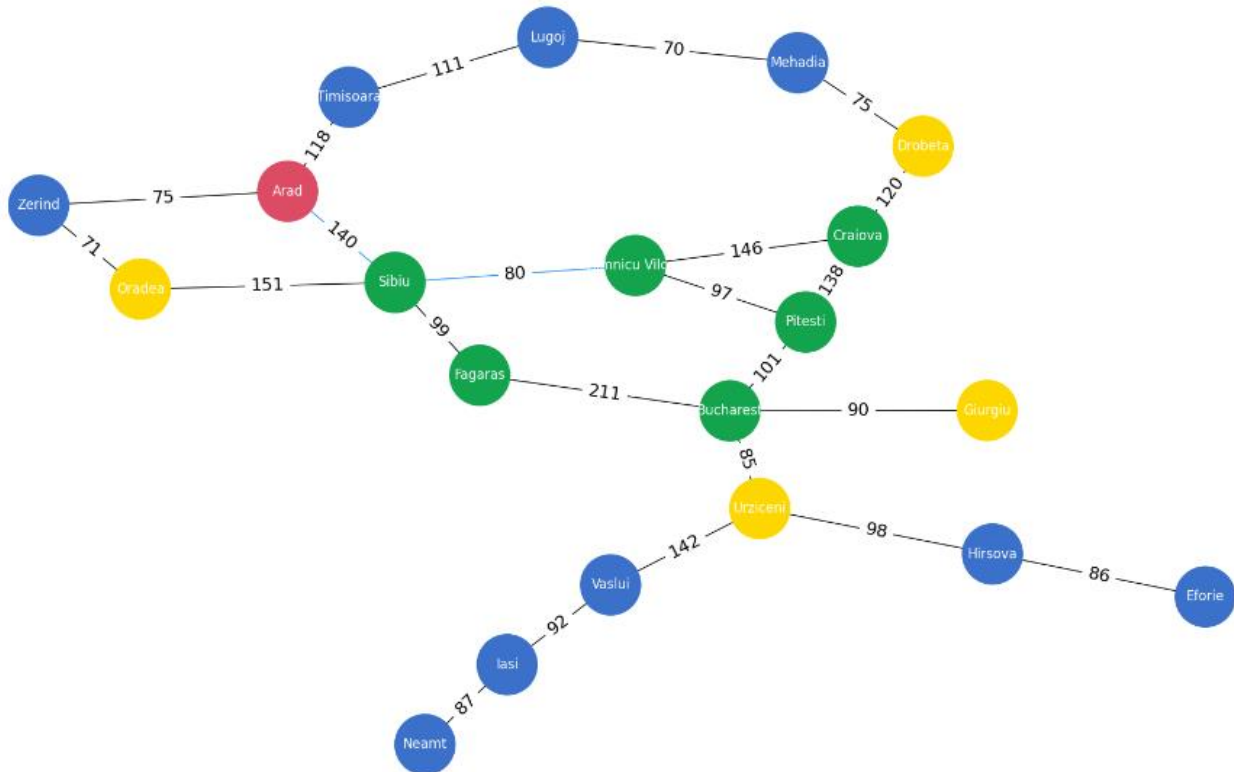 Lugoj
70
Mehadia
111
Timisoara
75
118
Drobeta
Arad
75
120
Zerind
Craiova
140
146
71
mnicu Vilc
80
Sibiu
138
Oradea
151
97
Pitesti
99
101
Fagaras
211
Bucharest
90
Giurgiu
85
Urziceni
98
142
Hirsova
86
Vaslui
Eforie
92
Iasi
87
Neamt